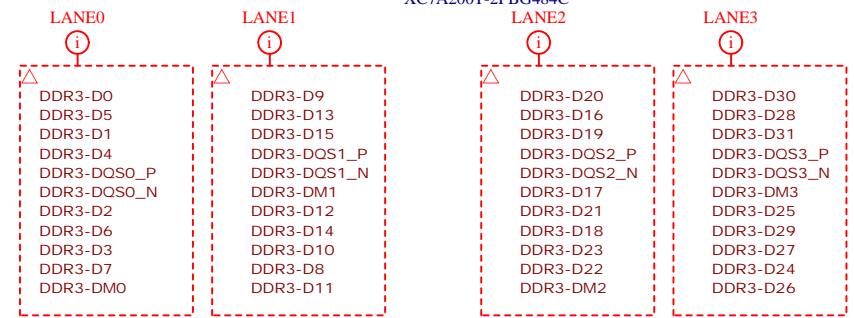 XC7A200T-2FBG484C
LANE0
LANE1
LANE2
LANE3
i
i
i
i
DDR3-D0
DDR3-D5
DDR3-D1
DDR3-D4
DDR3-DQS0_P
DDR3-DQS0_N
DDR3-D2
DDR3-D6
DDR3-D3
DDR3-D7
DDR3-DM0
DDR3-D9
DDR3-D13
DDR3-D15
DDR3-DQS1_P
DDR3-DQS1_N
DDR3-DM1
DDR3-D12
DDR3-D14
DDR3-D10
DDR3-D8
DDR3-D11
DDR3-D20
DDR3-D16
DDR3-D19
DDR3-DQS2_P
DDR3-DQS2_N
DDR3-D17
DDR3-D21
DDR3-D18
DDR3-D23
DDR3-D22
DDR3-DM2
DDR3-D30
DDR3-D28
DDR3-D31
DDR3-DQS3_P
DDR3-DQS3_N
DDR3-DM3
DDR3-D25
DDR3-D29
DDR3-D27
DDR3-D24
DDR3-D26